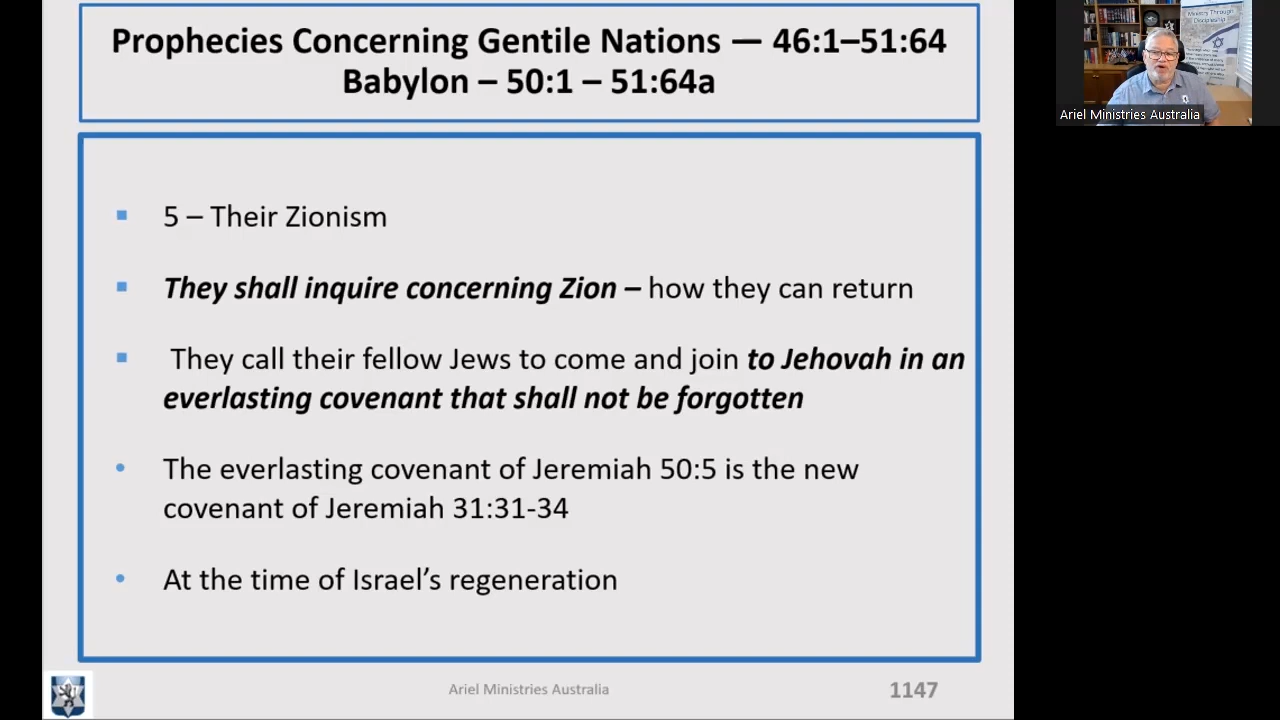 Prophecies Concerning Gentile Nations — 46:1–51:64
Babylon – 50:1 – 51:64a
5 – Their Zionism
They shall inquire concerning Zion – how they can return
They call their fellow Jews to come and join to Jehovah in an
everlasting covenant that shall not be forgotten
The everlasting covenant of Jeremiah 50:5 is the new
covenant of Jeremiah 31:31-34
At the time of Israel’s regeneration
Ariel Ministries Australia
1147
Ministry Through
Discipleship
Ariel Ministries Australia